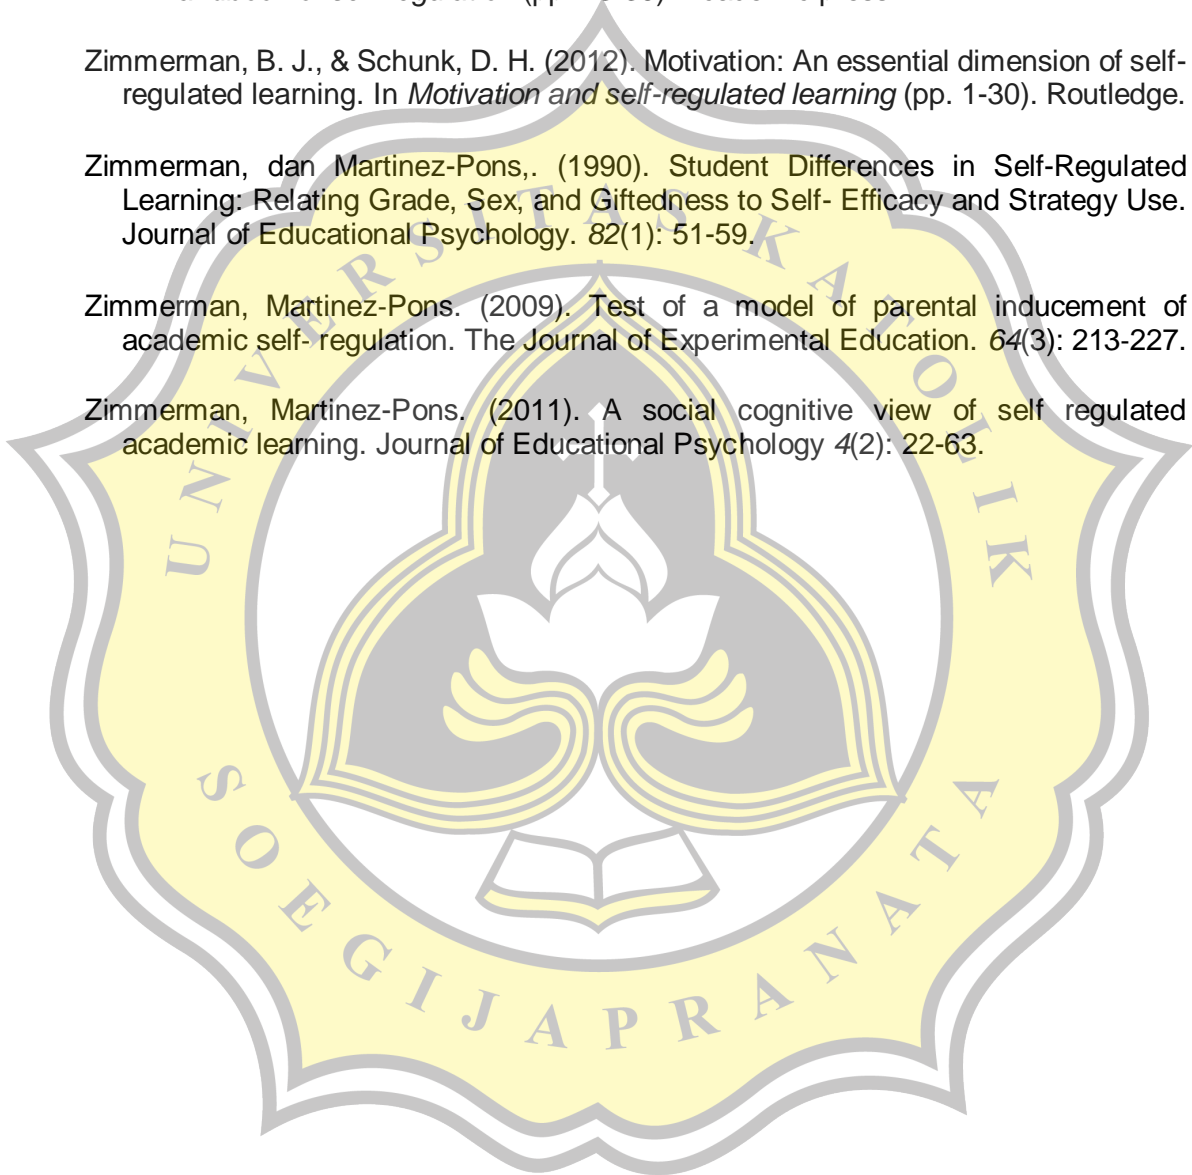 Zimmerman, B. J., & Schunk, D. H. (2012). Motivation: An essential dimension of self-
regulated learning. In Motivation and self-regulated learning (pp. 1-30). Routledge.
Zimmerman, dan Martinez-Pons,. (1990). Student Differences in Self-Regulated
Learning: Relating Grade, Sex, and Giftedness to Self- Efficacy and Strategy Use.
Journal of Educational Psychology. 82(1): 51-59.
Zimmerman, Martinez-Pons. (2009). Test of a model of parental inducement of
academic self- regulation. The Journal of Experimental Education. 64(3): 213-227.
Zimmerman, Martinez-Pons. (2011). A social cognitive view of self regulated
academic learning. Journal of Educational Psychology 4(2): 22-63.
UNIVERSITAS KATOLIK
SOEGIJAPRANATA